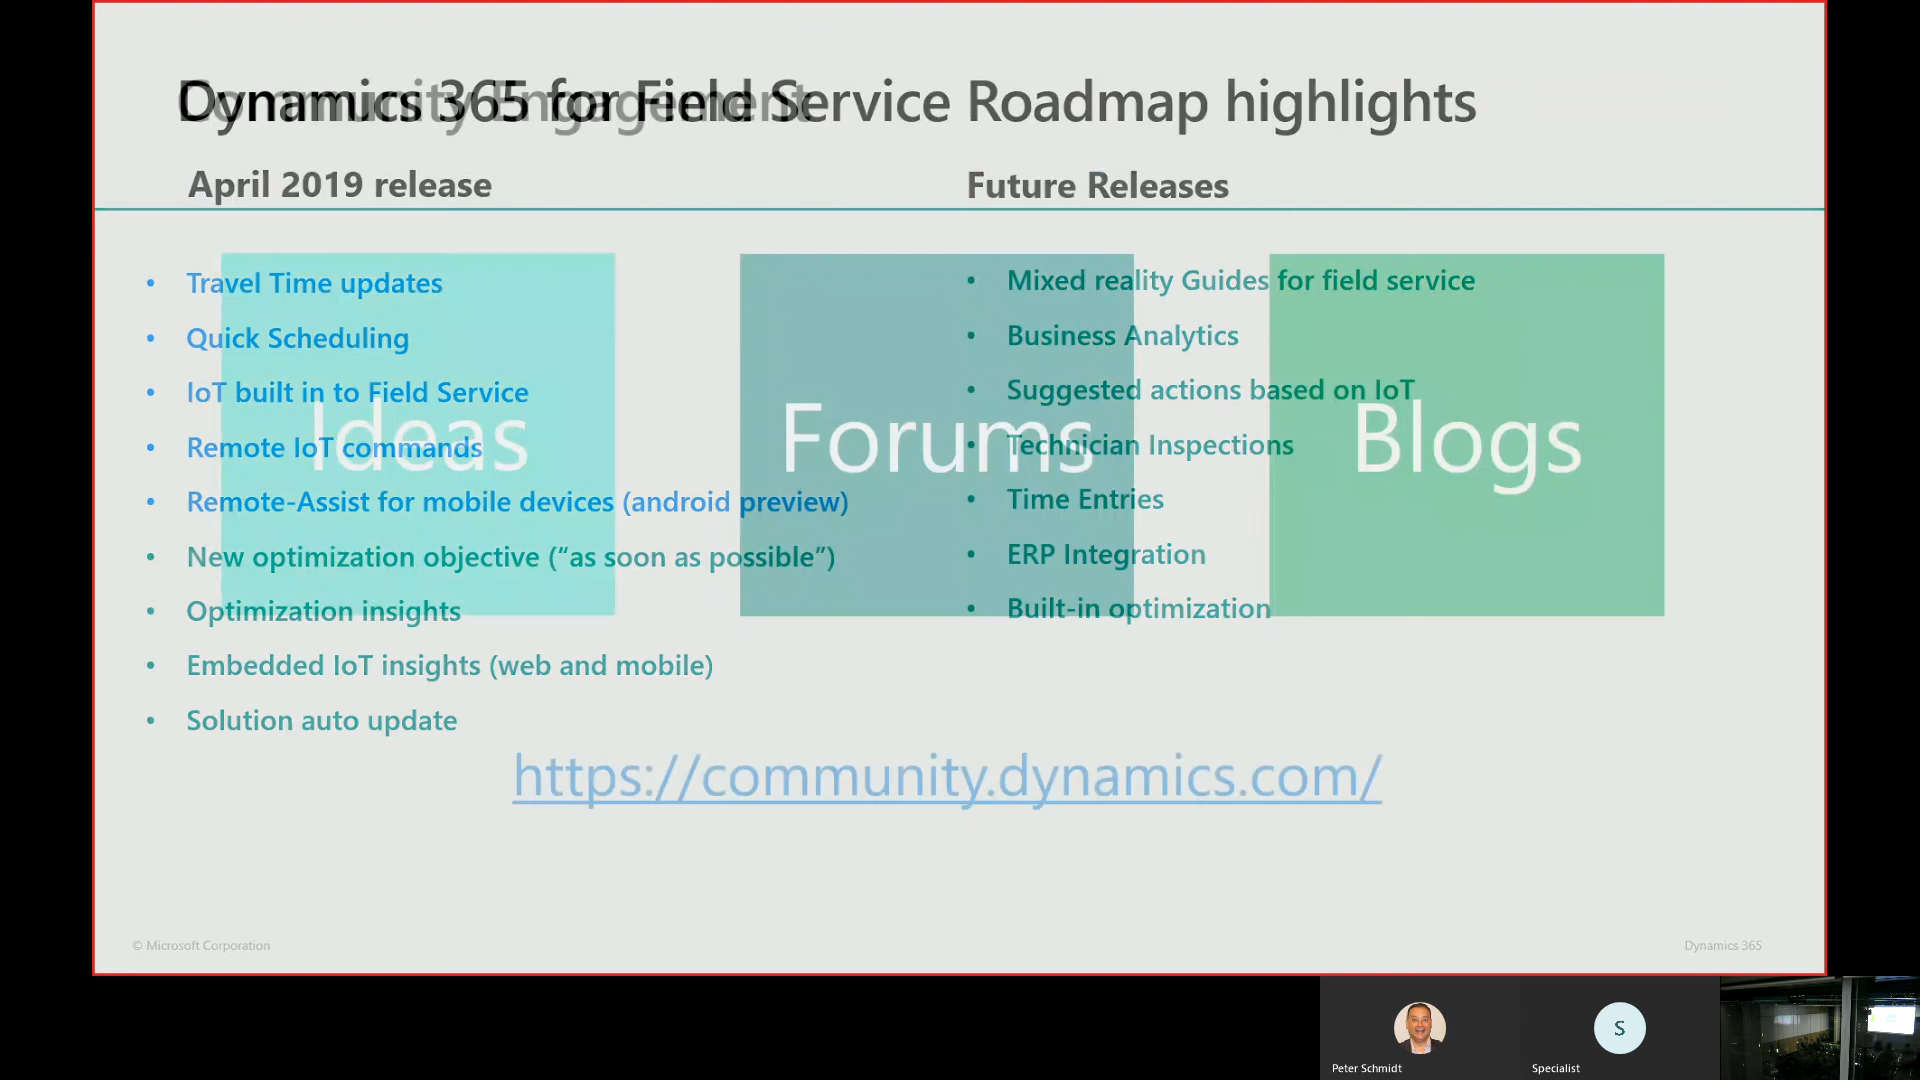 Dynamics 365 for Field Service Roadmap highlights
Community Engagement
April 2019 release
Future Releases
• Travel Time updates
• Quick Scheduling
• IoT built in to Field Service
• Remote IoT commands
• Remote-Assist for mobile devices (android preview)
• New optimization objective (“as soon as possible”)
• Optimization insights
• Embedded IoT insights (web and mobile)
• Solution auto update
• Mixed reality Guides for field service
• Business Analytics
• Suggested actions based on IoT
• Technician Inspections
• Time Entries
• ERP Integration
• Built-in optimization
Ideas
Forums
Blogs
https://community.dynamics.com/
© Microsoft Corporation
Dynamics 365
S
Peter Schmidt
Specialist